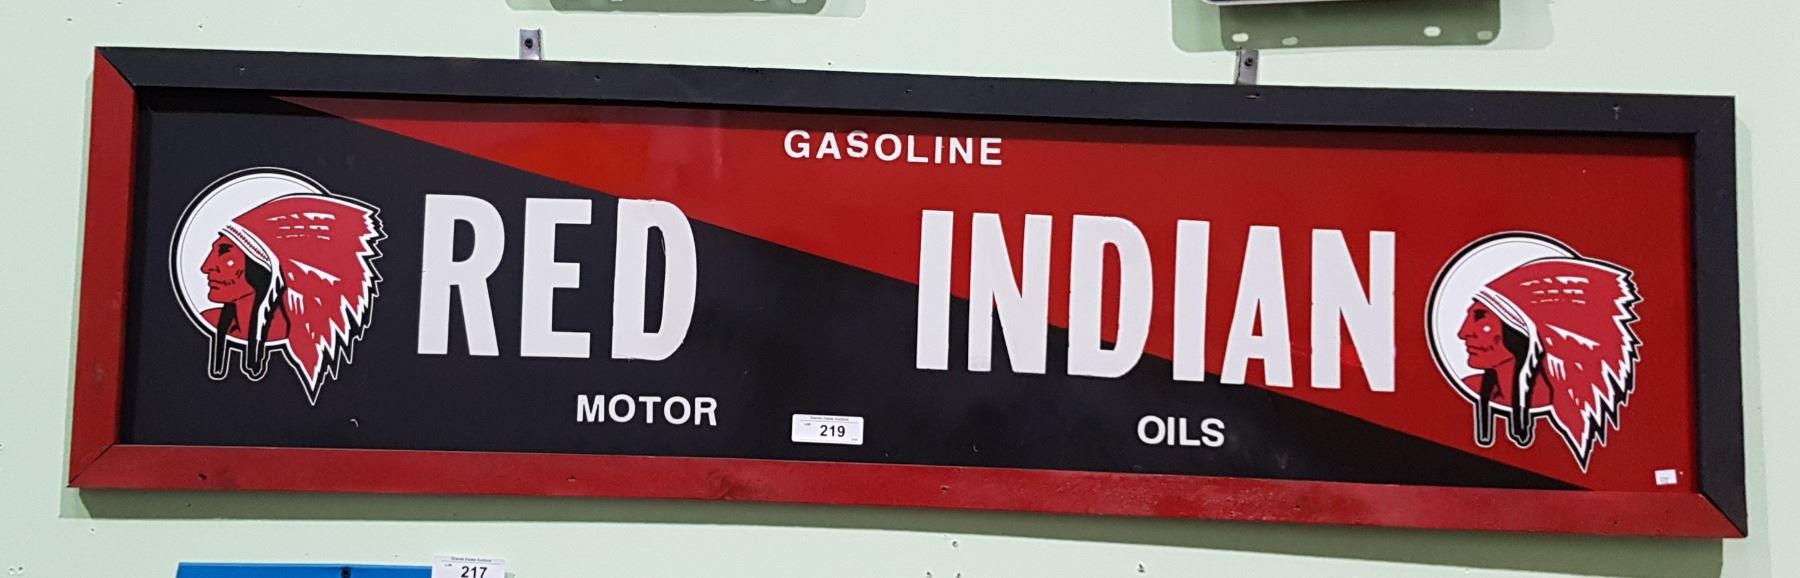 GASOLINE
RED INDIAN
MOTOR OILS
219
217